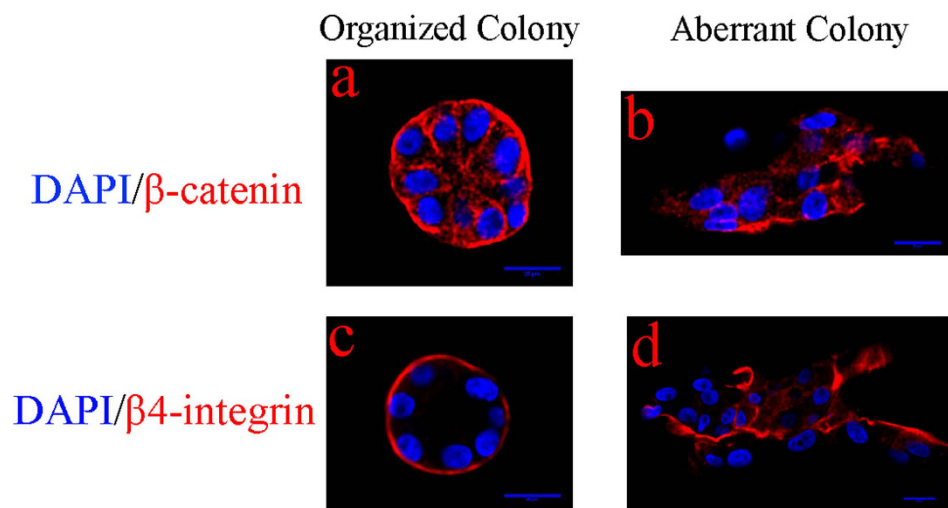 Organized Colony
Aberrant Colony
a
b
DAPI/β-catenin
c
d
DAPI/β4-integrin